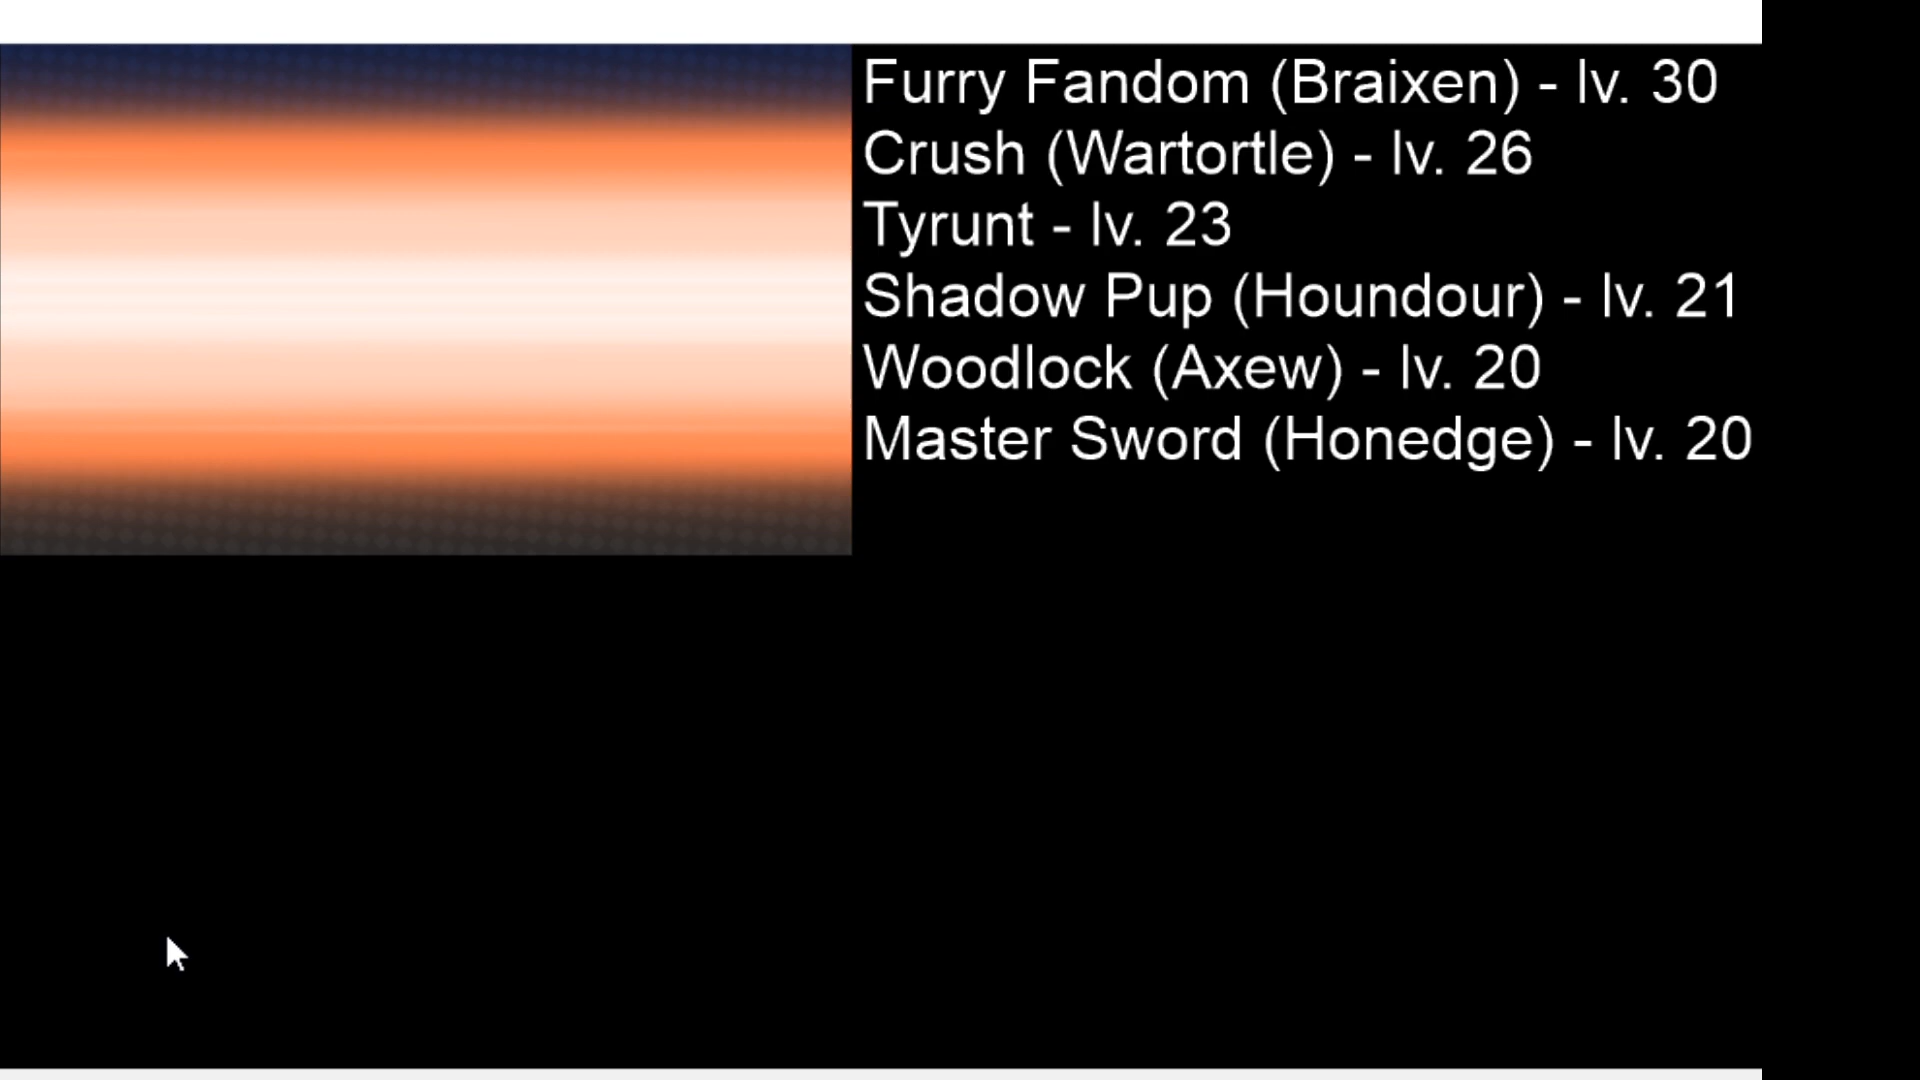 Furry Fandom (Braixen) - lv. 30
Crush (Wartortle) - lv. 26
Tyrunt - lv. 23
Shadow Pup (Houndour) - lv. 21
Woodlock (Axew) - lv. 20
Master Sword (Honedge) - lv. 20